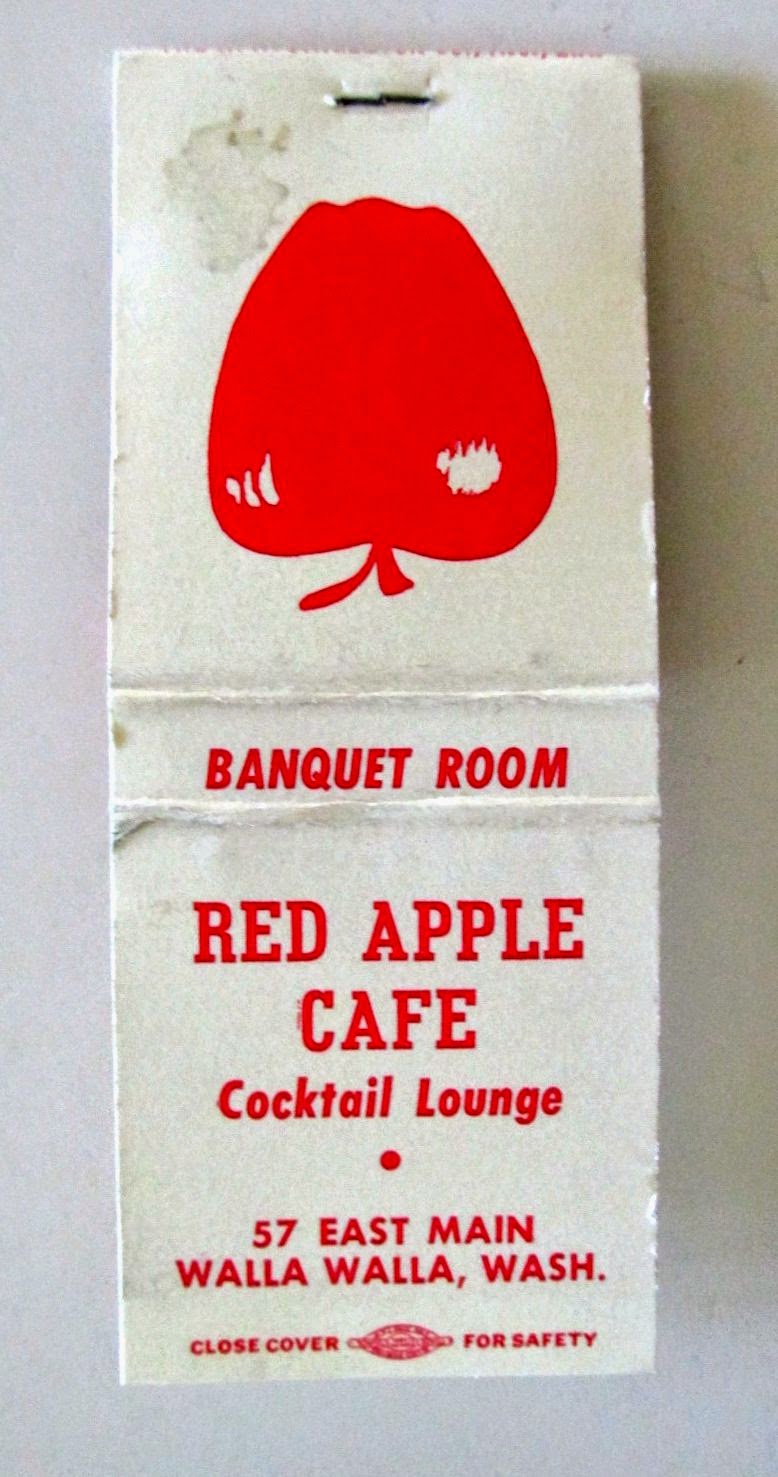 BANQUET ROOM
RED APPLE
CAFE
Cocktail Lounge
57 EAST MAIN
WALLA WALLA, WASH.
CLOSE COVER FOR SAFETY